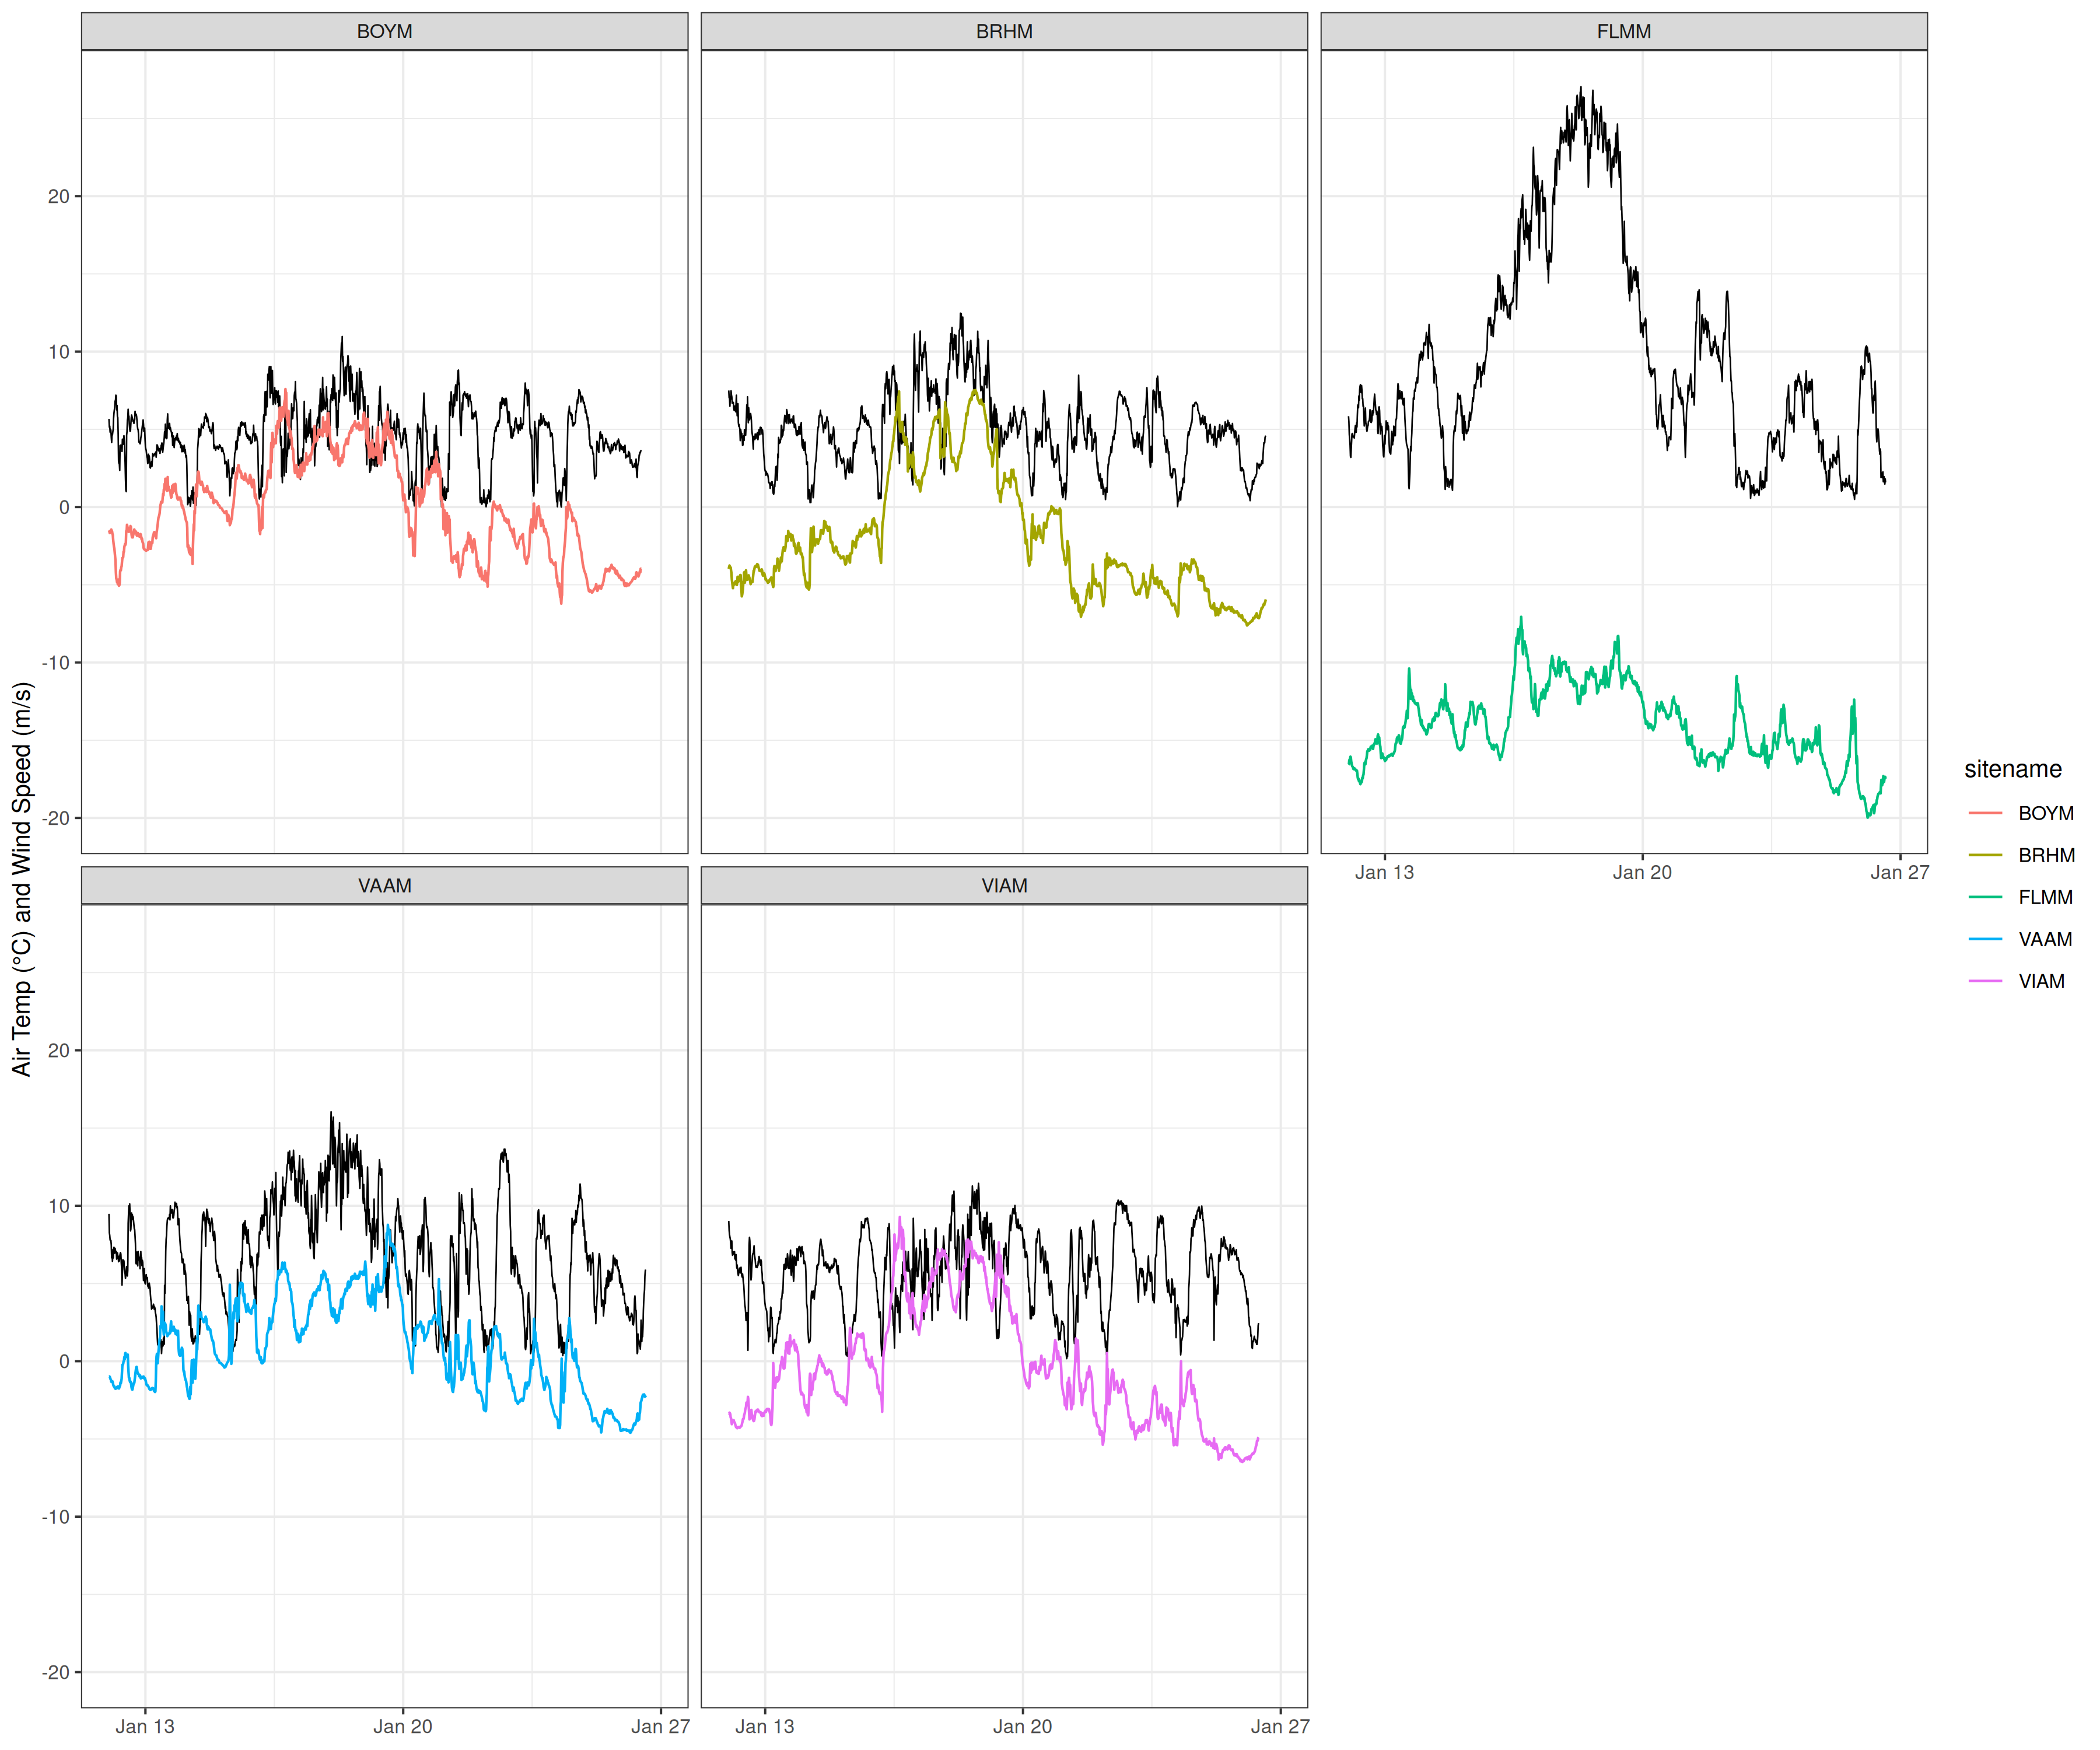 BOYM
BRHM
FLMM
20
10
0
-10
-20
Jan 13
Jan 20
Jan 27
VAAM
VIAM
20
10
0
-10
-20
Jan 13
Jan 20
Jan 27
Jan 13
Jan 20
Jan 27
Air Temp (°C) and Wind Speed (m/s)
sitename
BOYM
BRHM
FLMM
VAAM
VIAM